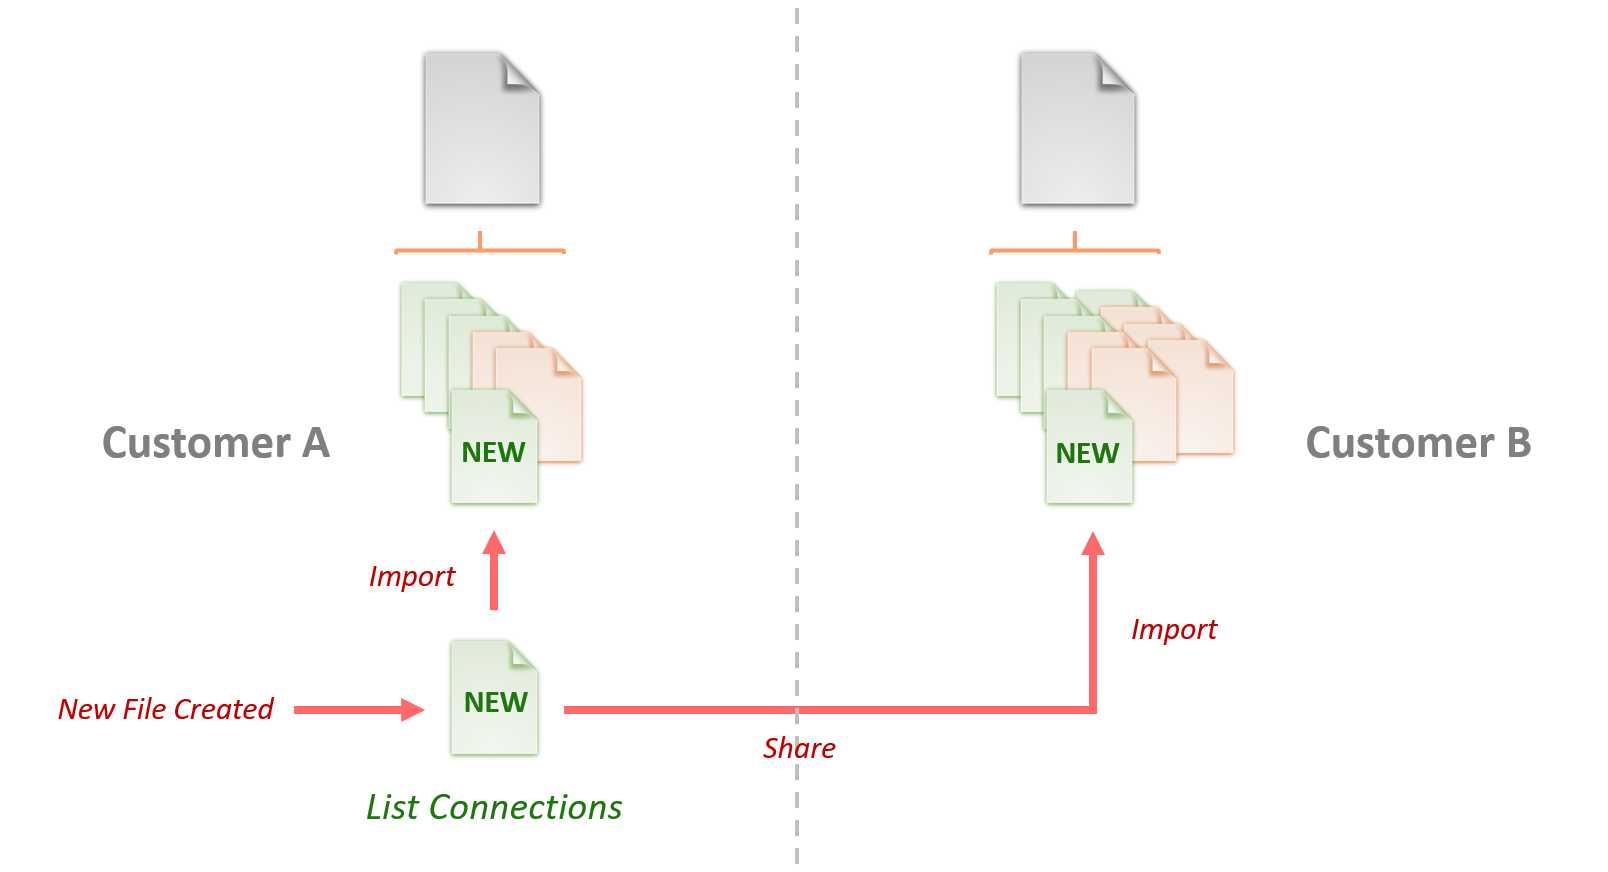 Customer A
NEW
NEW
Customer B
Import
Import
New File Created
NEW
Share
List Connections